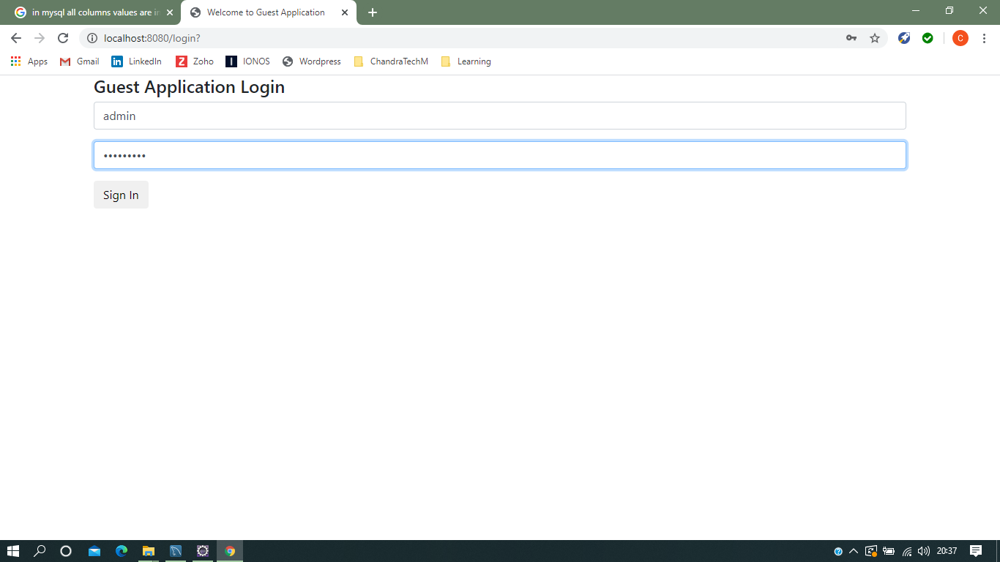 in mysql all columns values are in
Welcome to Guest Application
localhost:8080/login?
C
Apps
Gmail
LinkedIn
Zoho
IONOS
Wordpress
ChandraTechM
Learning
Guest Application Login
admin
•••••••••
Sign In
20:37